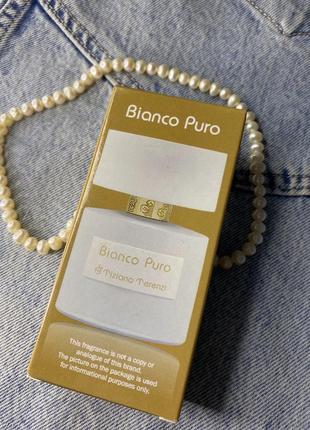 Bianco Puro
Bianco Puro
Tiziana Terenzi
This fragrance is not a copy or
analogue of this brand.
The picture on the package is used
for informational purposes only.